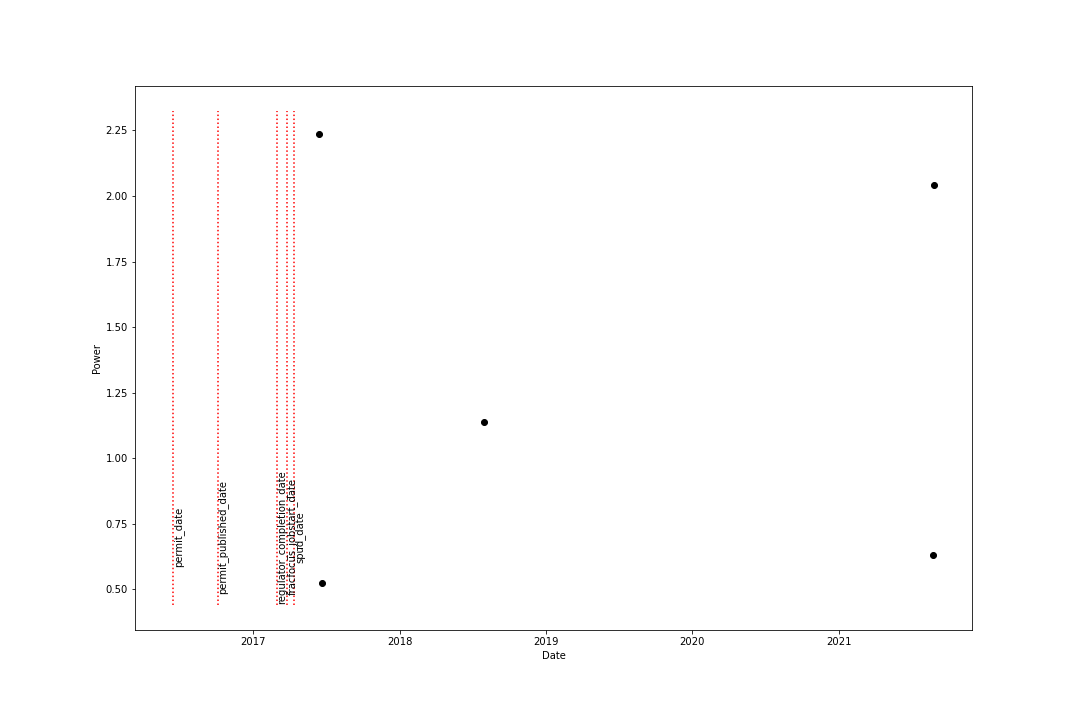 2.25
2.00
1.75
1.50
1.25
1.00
0.75
0.50
Power
permit_date
permit_published_date
regulator_completion_date
fracfocus_jobstart_date
spud_date
2017 2018 2019 2020 2021
Date